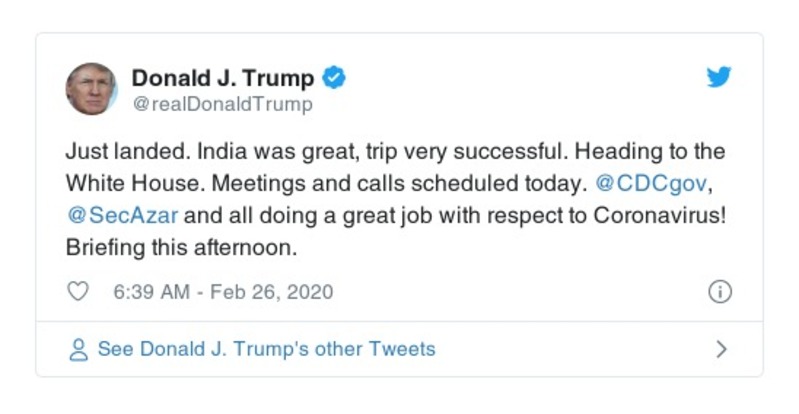 Donald J. Trump
@realDonaldTrump
Just landed. India was great, trip very successful. Heading to the
White House. Meetings and calls scheduled today. @CDCgov,
@SecAzar and all doing a great job with respect to Coronavirus!
Briefing this afternoon.
6:39 AM - Feb 26, 2020
See Donald J. Trump's other Tweets